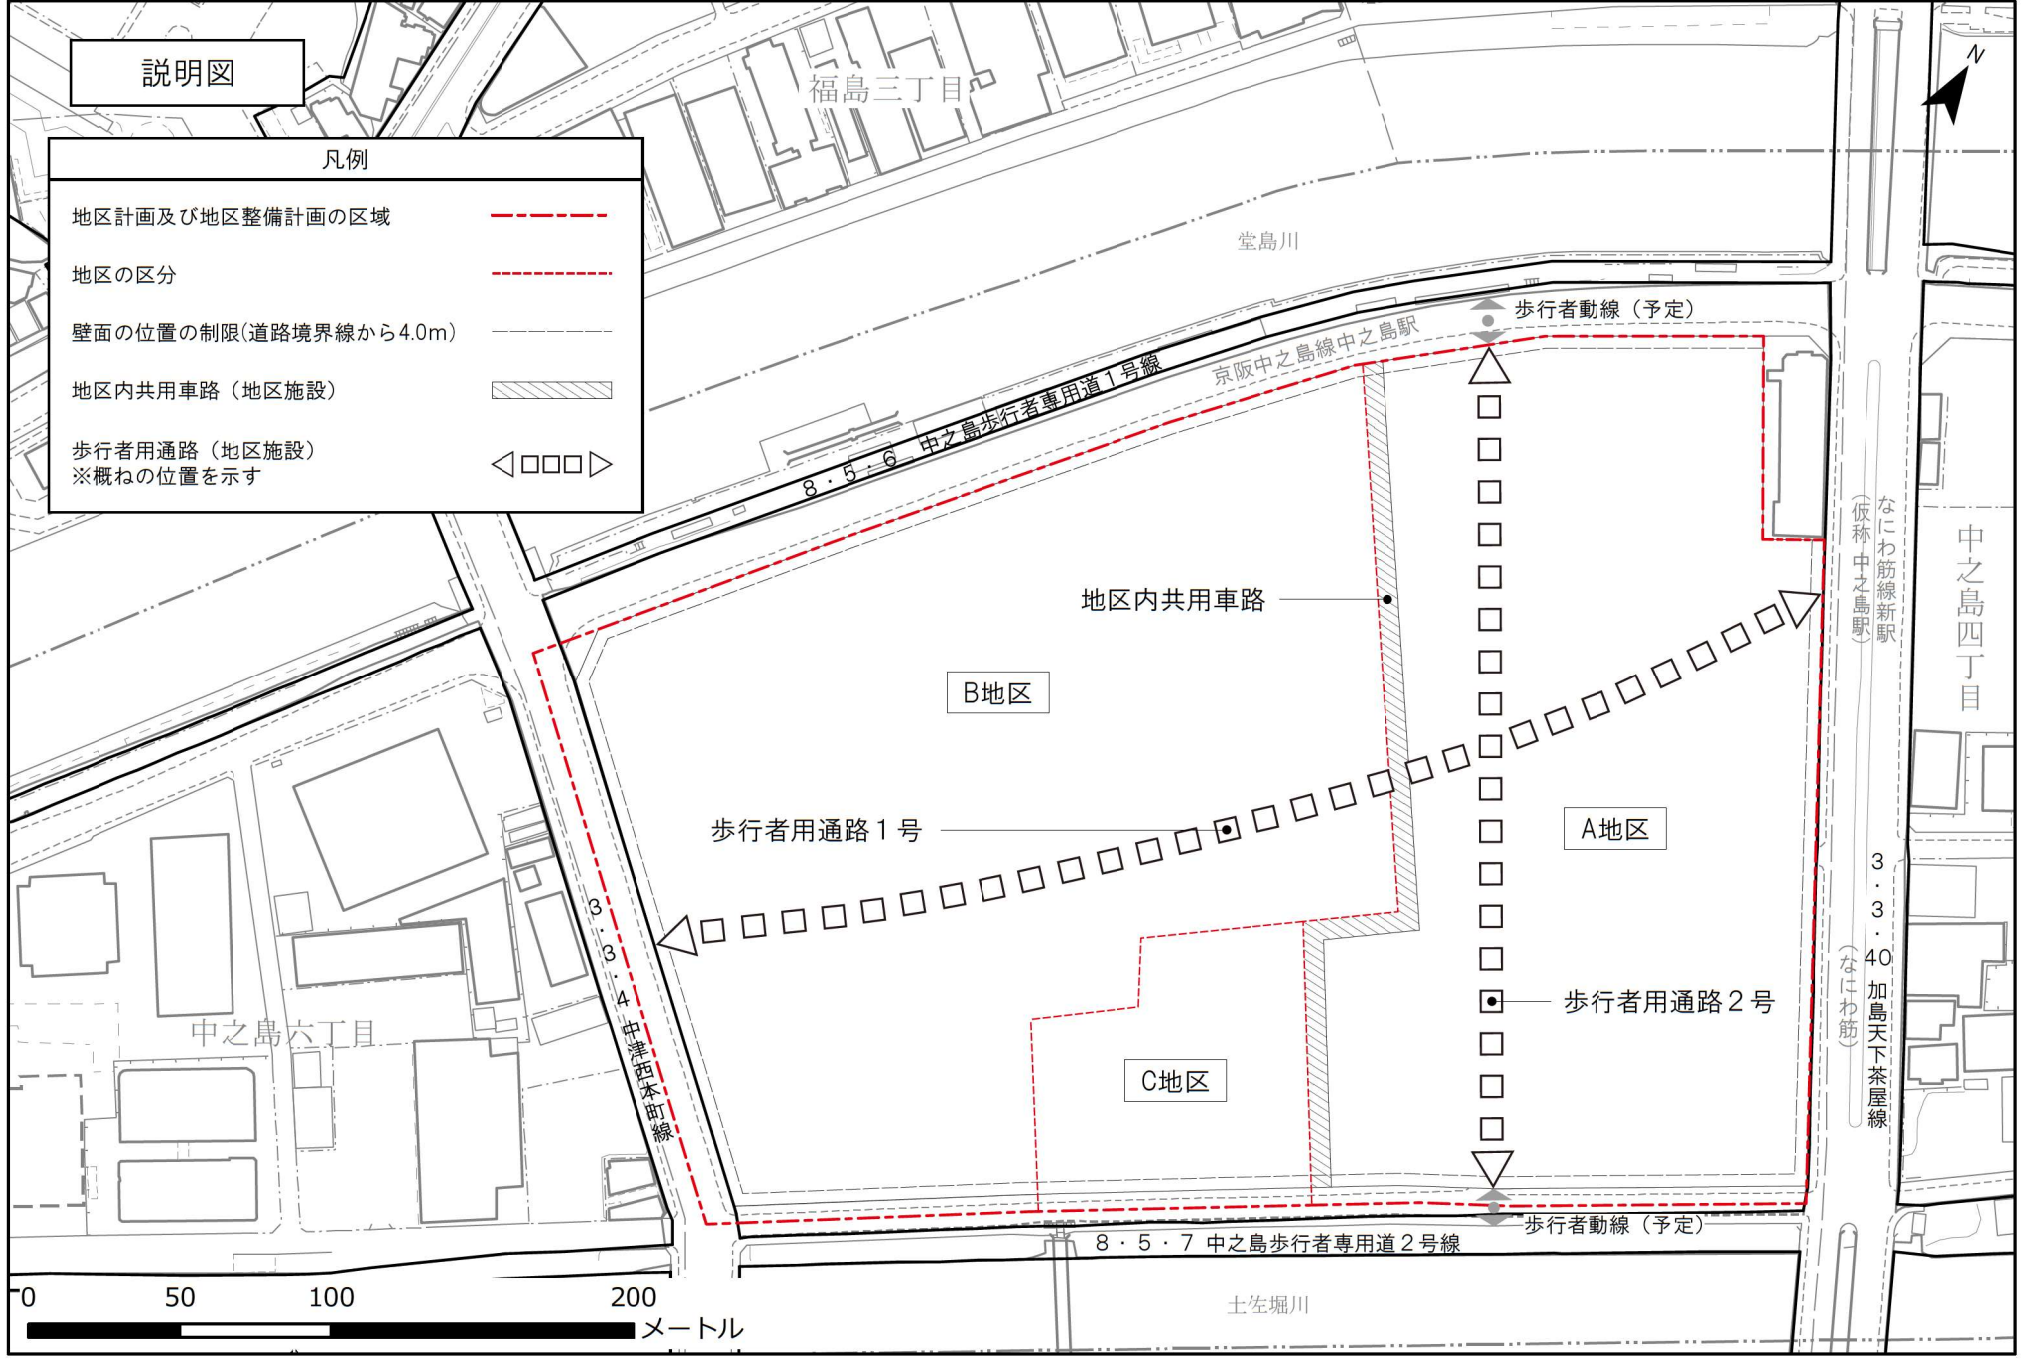 説明図
凡例
地区計画及び地区整備計画の区域
地区の区分
壁面の位置の制限(道路境界線から4.0m)
地区内共用車路（地区施設）
歩行者用通路（地区施設）
※概ねの位置を示す
福島三丁目
N
堂島川
歩行者動線（予定）
京阪中之島線中之島駅
8・5・6　中之島歩行者専用道１号線
なにわ筋線新駅
（仮称 中之島駅）
中之島四丁目
地区内共用車路
B地区
歩行者用通路１号
A地区
3・3・40 加島天下茶屋線
（なにわ筋）
3・3・4 中津西本町線
歩行者用通路２号
中之島六丁目
C地区
歩行者動線（予定）
8・5・7 中之島歩行者専用道２号線
土佐堀川
0 50 100 200
メートル